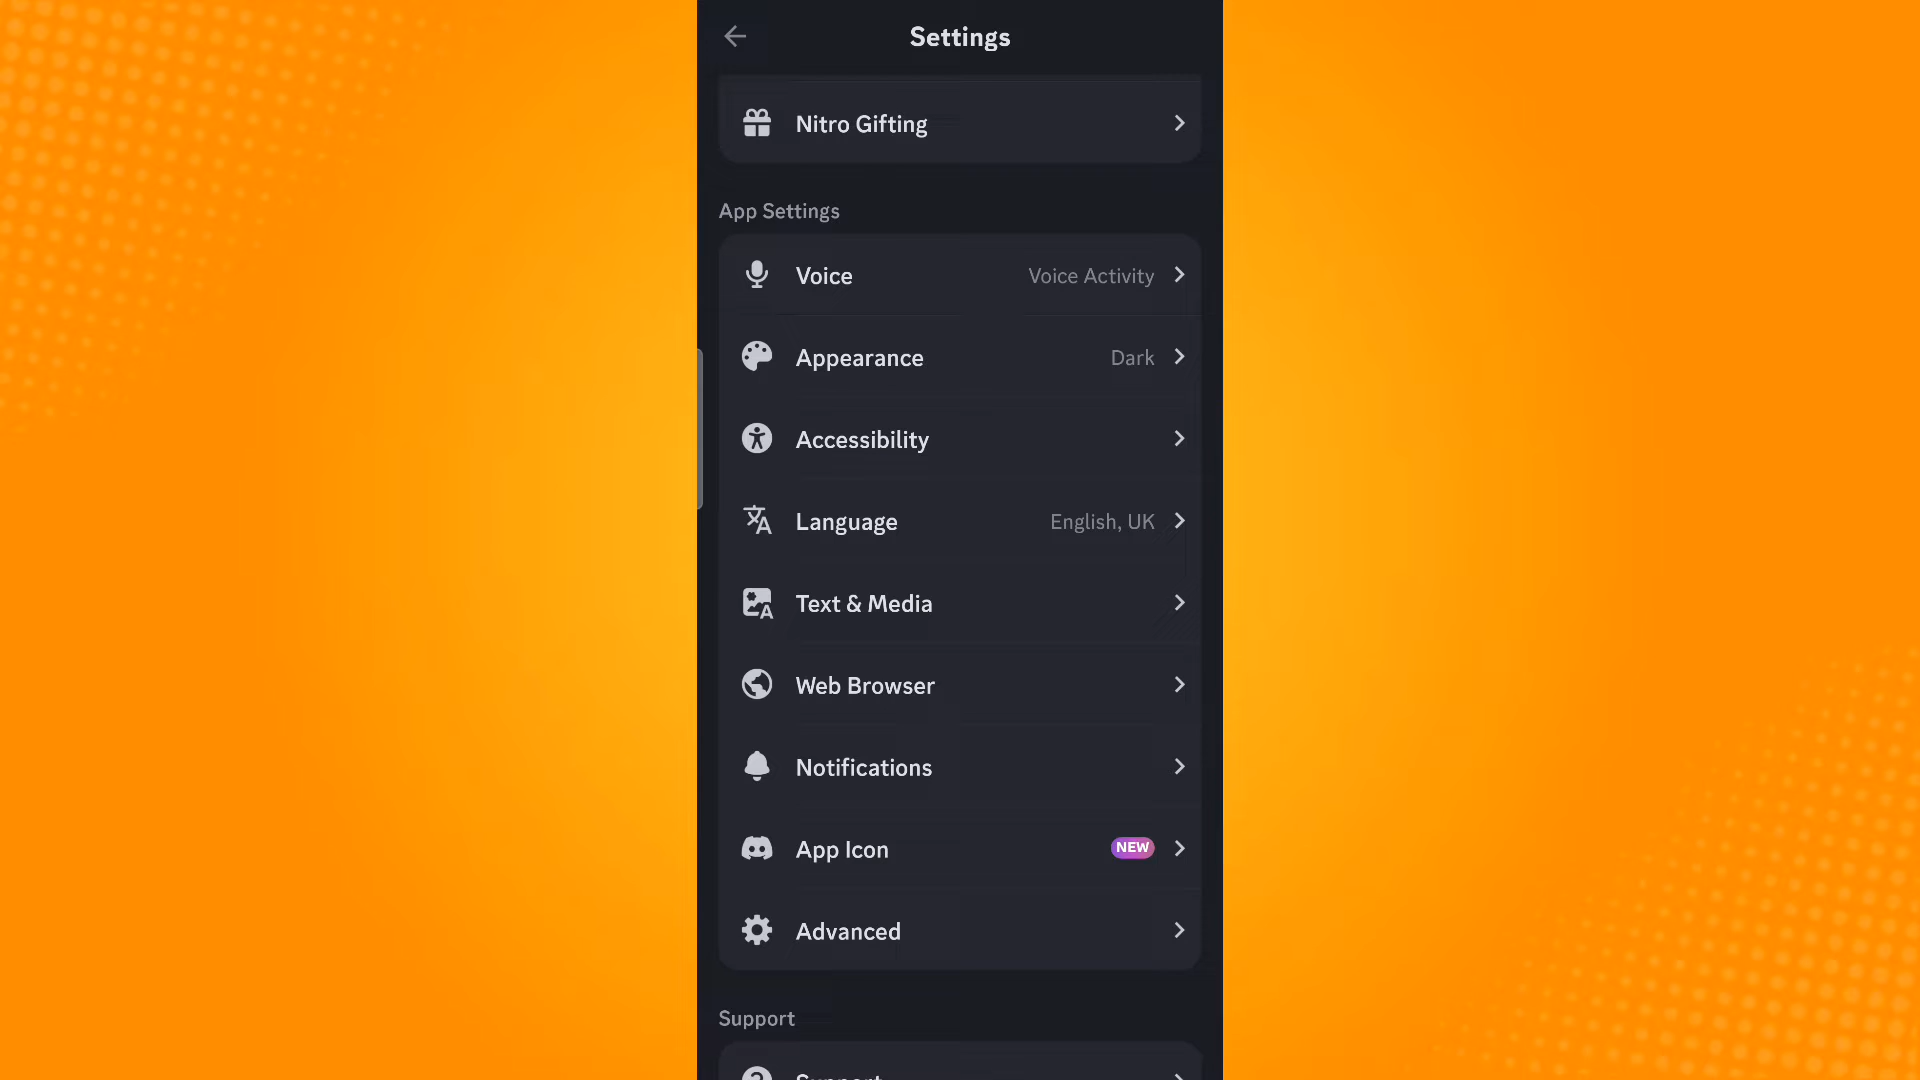 Settings
Nitro Gifting
App Settings
Voice Voice Activity
Appearance Dark
Accessibility
Language English, UK
Text & Media
Web Browser
Notifications
App Icon NEW
Advanced
Support
Support